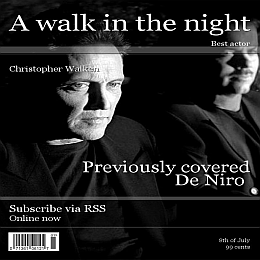 A walk in the night
Best actor
Christopher Walken
Previously covered
De Niro
Subscribe via RSS
Online now
8th of July
99 cents